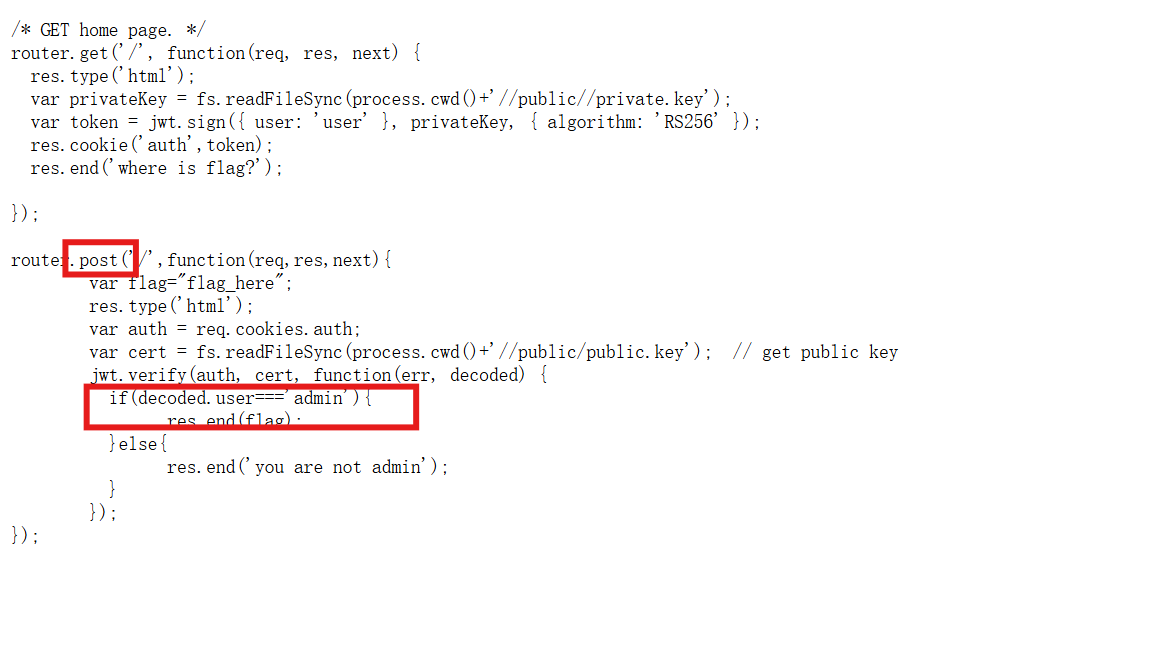 /* GET home page. */
router.get('/', function(req, res, next) {
  res.type('html');
  var privateKey = fs.readFileSync(process.cwd()+'//public//private.key');
  var token = jwt.sign({ user: 'user' }, privateKey, { algorithm: 'RS256' });
  res.cookie('auth',token);
  res.end('where is flag?');
});
router.post('/',function(req,res,next){
        var flag="flag_here";
        res.type('html');
        var auth = req.cookies.auth;
        var cert = fs.readFileSync(process.cwd()+'//public/public.key');  // get public key
        jwt.verify(auth, cert, function(err, decoded) {
          if(decoded.user==='admin'){
                res.end(flag);
          }else{
                res.end('you are not admin');
          }
        });
});